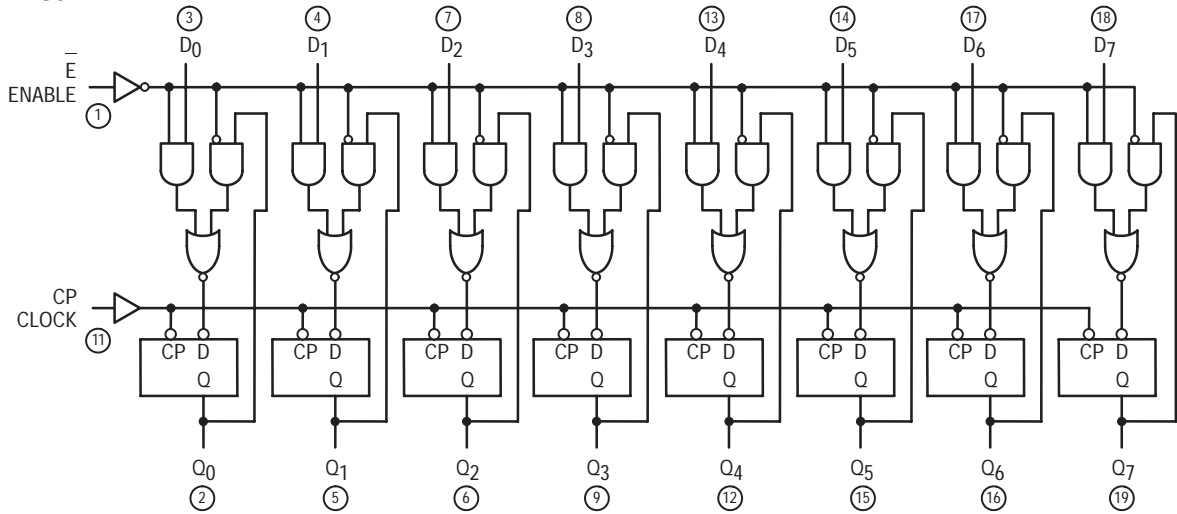 3 4 7 8 13 14 17 18
D0 D1 D2 D3 D4 D5 D6 D7
E
ENABLE
1
CP
CLOCK
11
CP D CP D CP D CP D CP D CP D CP D CP D
Q Q Q Q Q Q Q Q
Q0 Q1 Q2 Q3 Q4 Q5 Q6 Q7
2 5 6 9 12 15 16 19